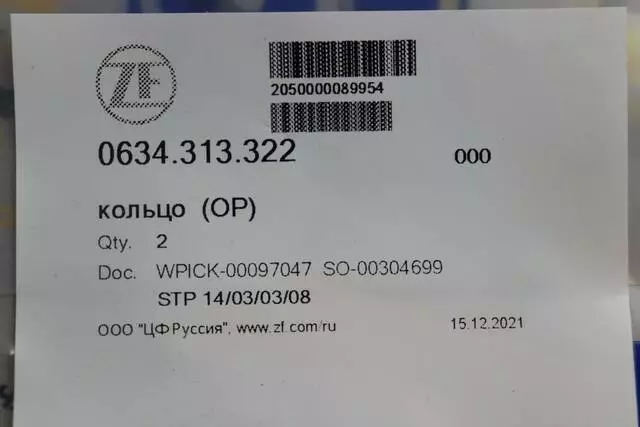 ZF
2050000089954
0634.313.322 000
кольцо (ОР)
Qty. 2
Doc. WPICK-00097047 SO-00304699
STP 14/03/03/08
ООО "ЦФ Руссия", www.zf.com/ru 15.12.2021